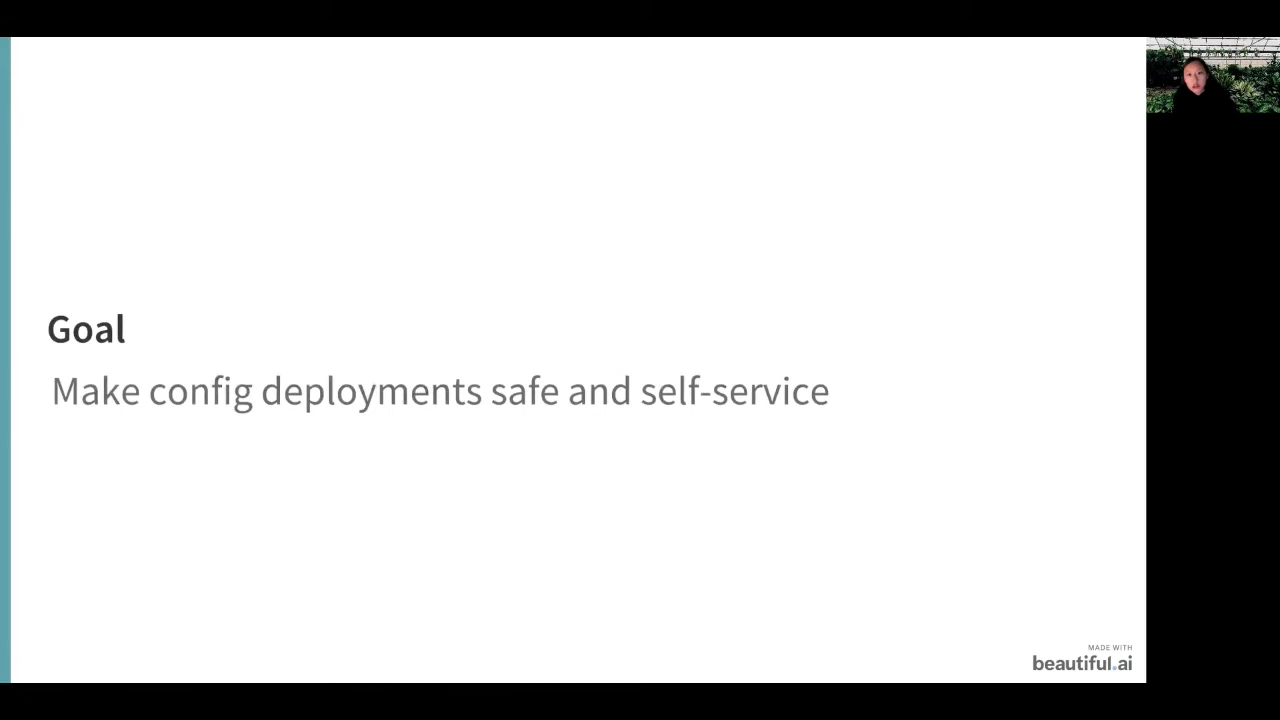 Goal
Make config deployments safe and self-service
MADE WITH
beautiful.ai